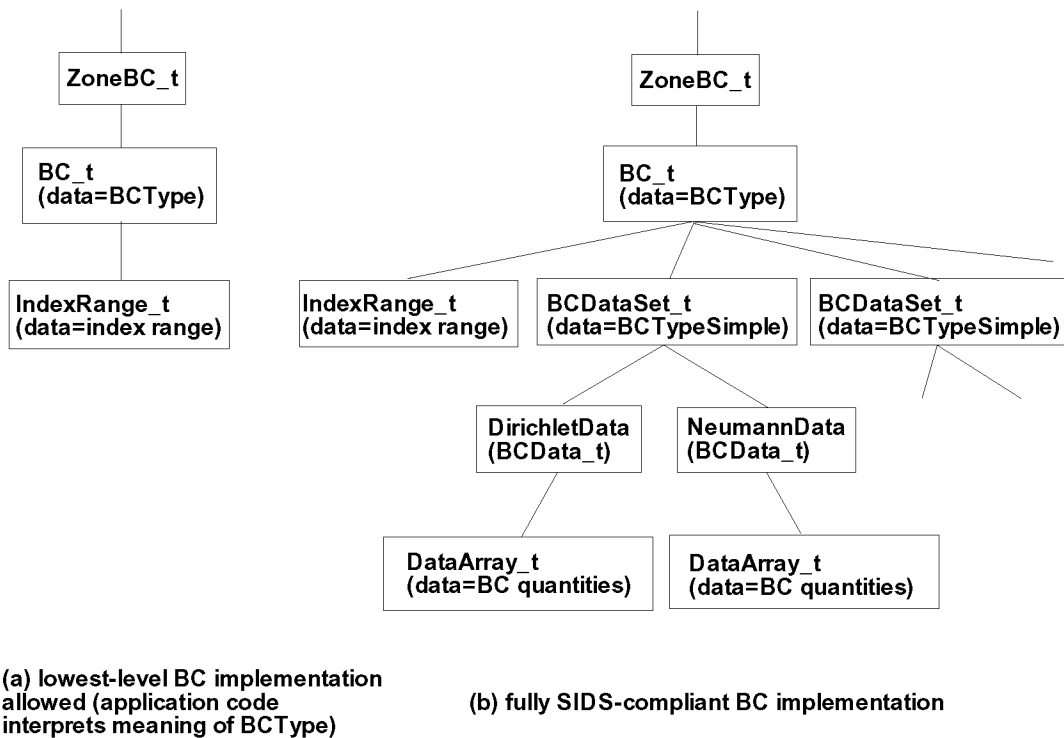 ZoneBC_t
BC_t
(data=BCType)
IndexRange_t
(data=index range)
(a) lowest-level BC implementation
allowed (application code
interprets meaning of BCType)
ZoneBC_t
BC_t
(data=BCType)
IndexRange_t
(data=index range)
BCDataSet_t
(data=BCTypeSimple)
BCDataSet_t
(data=BCTypeSimple)
DirichletData
(BCData_t)
NeumannData
(BCData_t)
DataArray_t
(data=BC quantities)
DataArray_t
(data=BC quantities)
(b) fully SIDS-compliant BC implementation